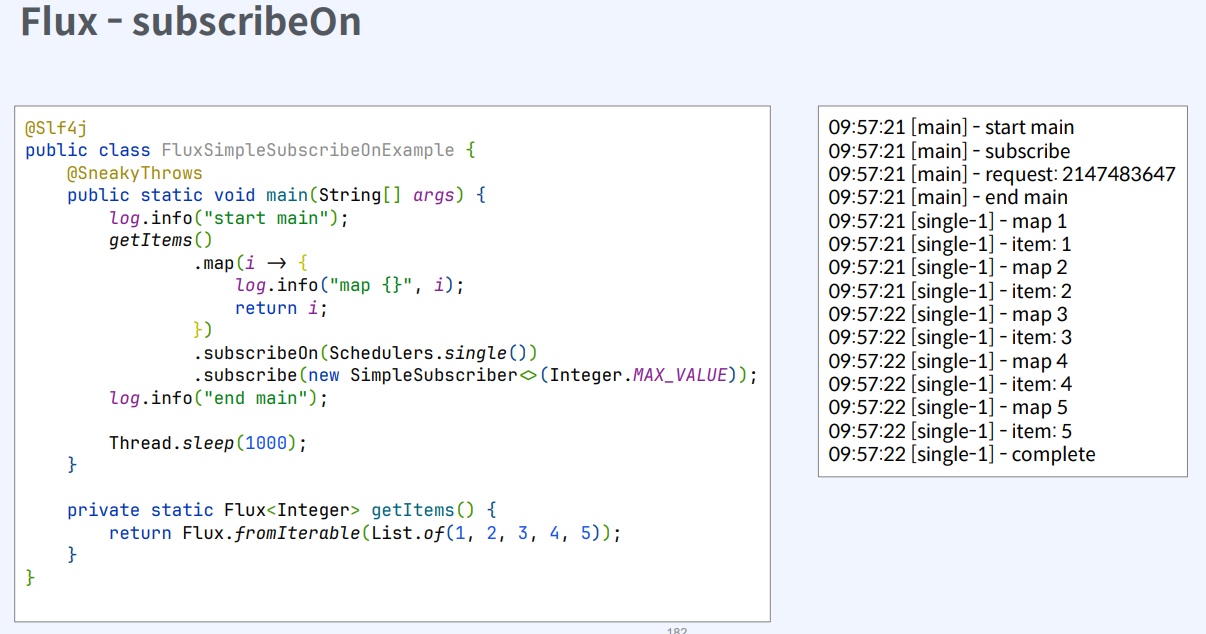 Flux - subscribeOn
@Slf4j
public class FluxSimpleSubscribeOnExample {
    @SneakyThrows
    public static void main(String[] args) {
        log.info("start main");
        getItems()
                .map(i → {
                    log.info("map {}", i);
                    return i;
                })
                .subscribeOn(Schedulers.single())
                .subscribe(new SimpleSubscriber<>(Integer.MAX_VALUE));
        log.info("end main");

        Thread.sleep(1000);
    }

    private static Flux<Integer> getItems() {
        return Flux.fromIterable(List.of(1, 2, 3, 4, 5));
    }
}
09:57:21 [main] - start main
09:57:21 [main] - subscribe
09:57:21 [main] - request: 2147483647
09:57:21 [main] - end main
09:57:21 [single-1] - map 1
09:57:21 [single-1] - item: 1
09:57:21 [single-1] - map 2
09:57:21 [single-1] - item: 2
09:57:22 [single-1] - map 3
09:57:22 [single-1] - item: 3
09:57:22 [single-1] - map 4
09:57:22 [single-1] - item: 4
09:57:22 [single-1] - map 5
09:57:22 [single-1] - item: 5
09:57:22 [single-1] - complete
182